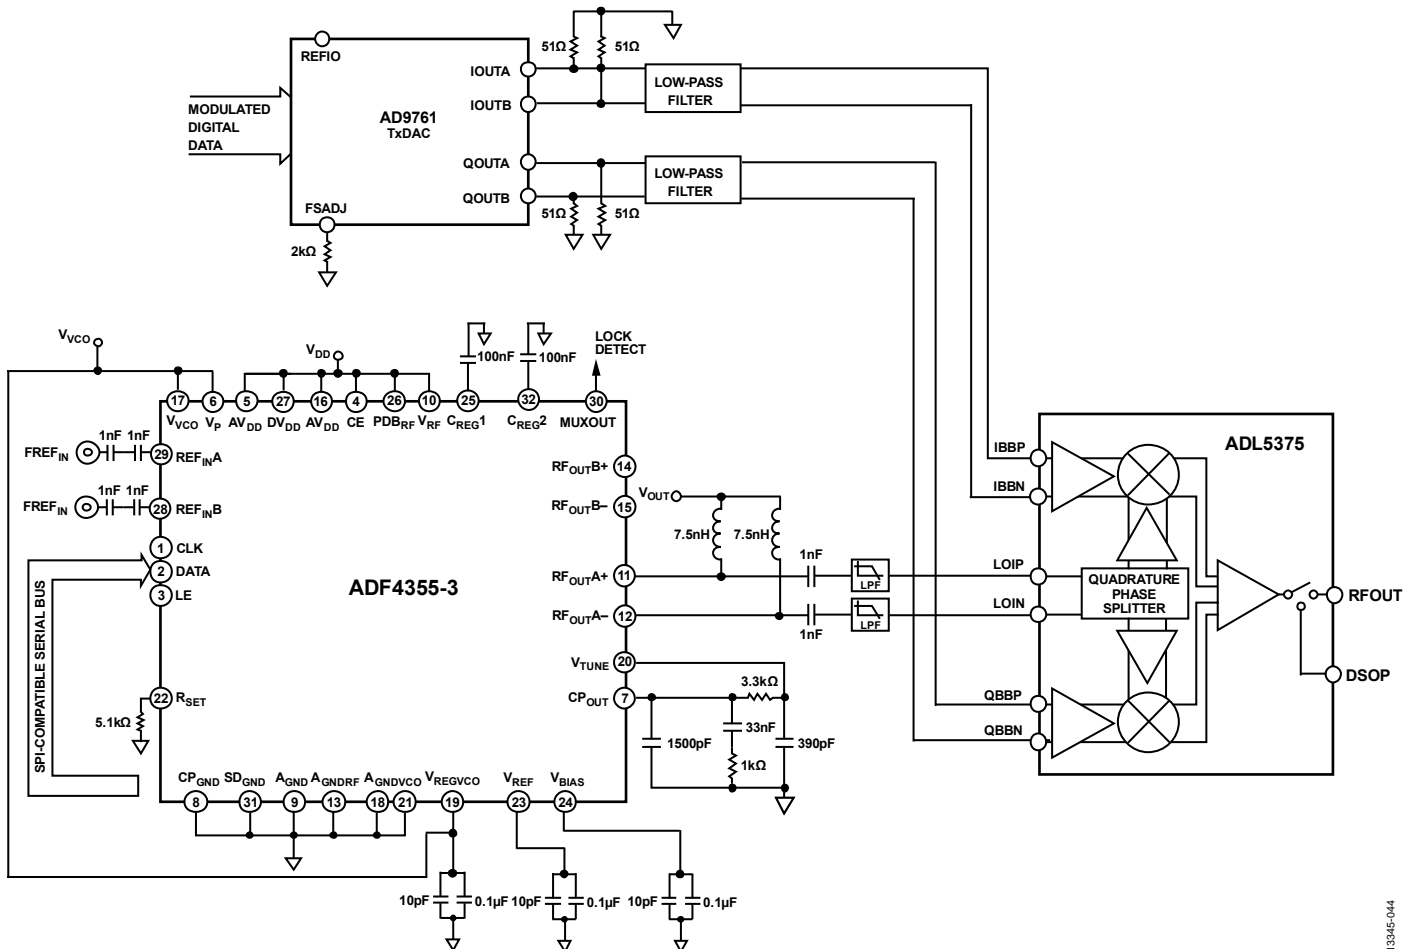 51Ω
51Ω
REFIO
IOUTA
LOW-PASS
FILTER
MODULATED
DIGITAL
DATA
AD9761
TxDAC
IOUTB
QOUTA
LOW-PASS
FILTER
FSADJ
QOUTB
51Ω
51Ω
2kΩ
VVCO
VDD
100nF
100nF
LOCK
DETECT
17
6
5
27
16
4
26
10
25
32
30
VVCO
VP
AVDD
DVDD
AVDD
CE
PDBRF
VRF
CREG1
CREG2
MUXOUT
1nF
1nF
FREFIN
29
REFINA
1nF
1nF
FREFIN
28
REFINB
1
CLK
2
DATA
3
LE
SPI-COMPATIBLE SERIAL BUS
ADF4355-3
22
RSET
5.1kΩ
RFOUTB+
14
RFOUTB–
15
VOUT
7.5nH
7.5nH
RFOUTA+
11
1nF
LPF
RFOUTA–
12
1nF
LPF
VTUNE
20
CPOUT
7
3.3kΩ
33nF
1500pF
390pF
1kΩ
CPGND
SDGND
AGND
AGNDRF
AGNDVCO
VREGVCO
VREF
VBIAS
8
31
9
13
18
21
19
23
24
10pF
0.1µF
10pF
0.1µF
10pF
0.1µF
ADL5375
IBBP
IBBN
LOIP
LOIN
QUADRATURE
PHASE
SPLITTER
RFOUT
DSOP
QBBP
QBBN
13345-044